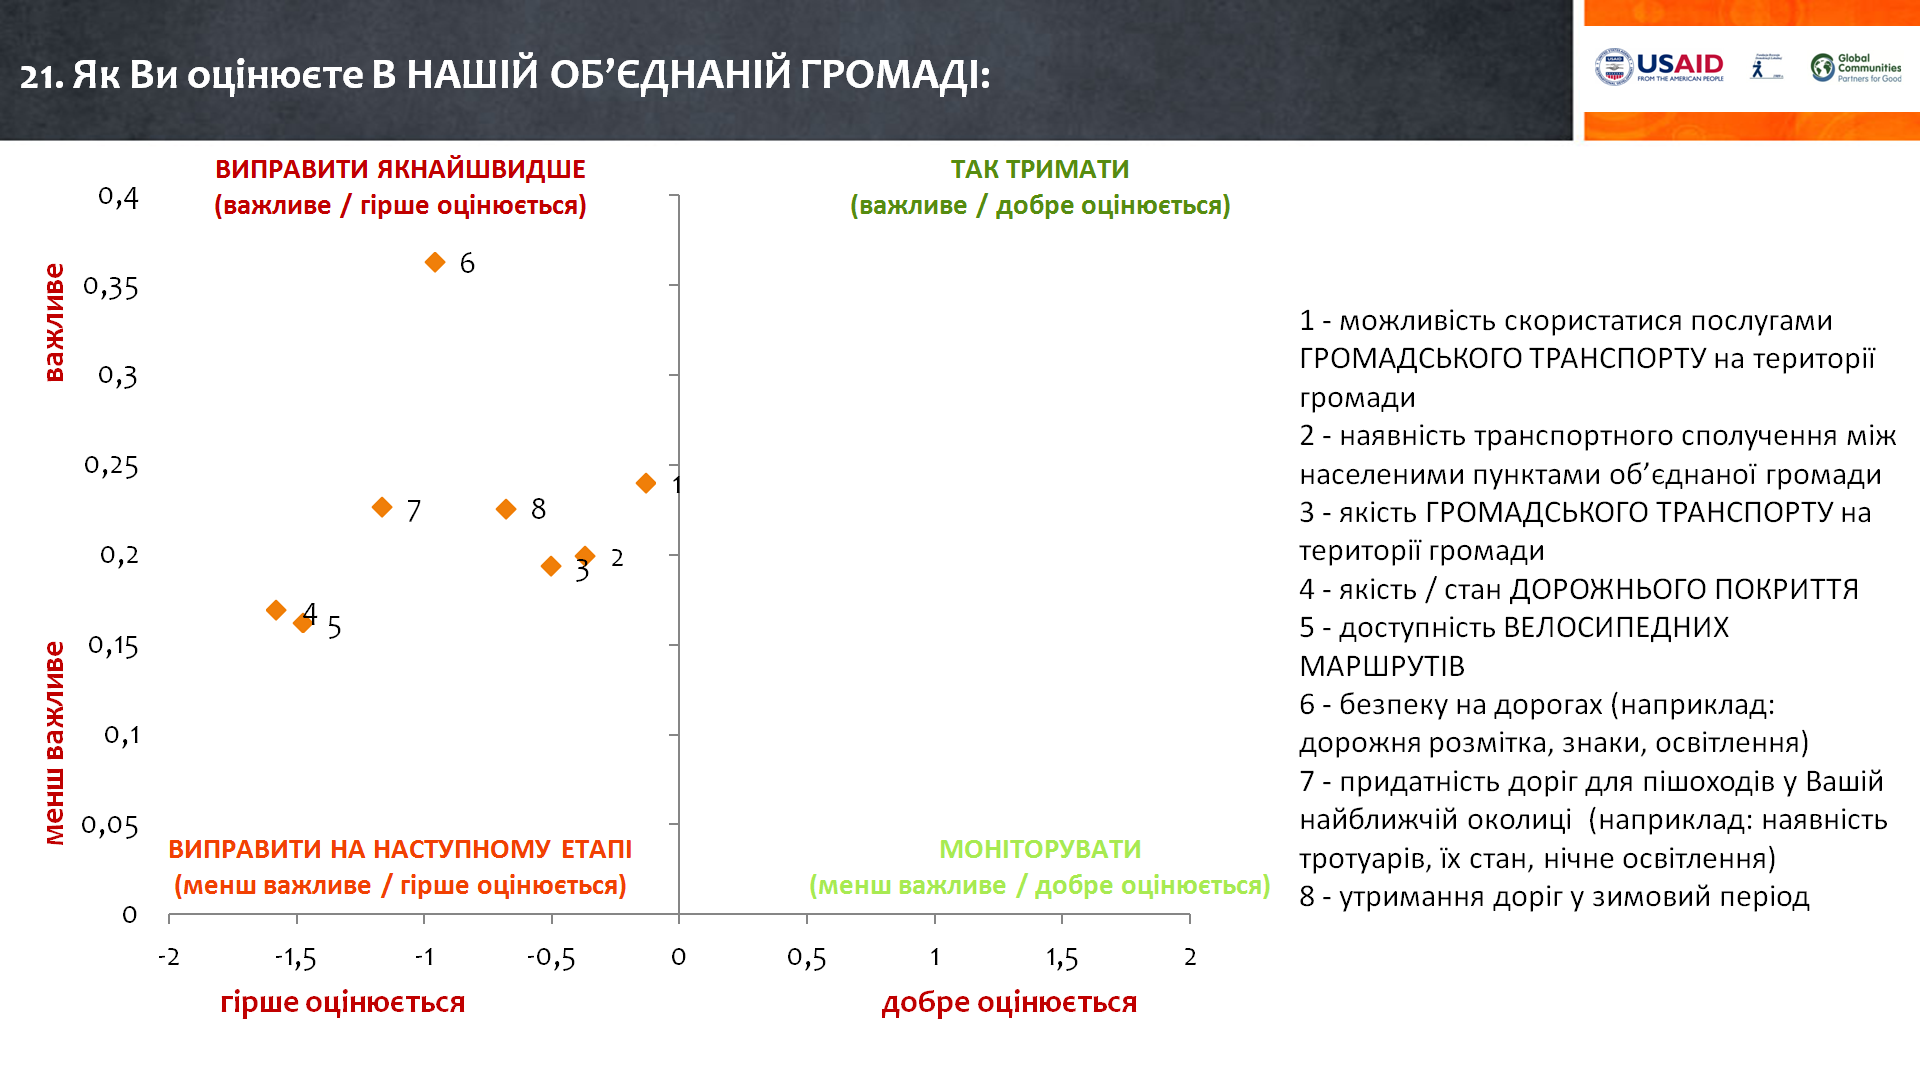 21. Як Ви оцінюєте В НАШІЙ ОБ’ЄДНАНІЙ ГРОМАДІ:
USAID
FROM THE AMERICAN PEOPLE
Global
Communities
Partners for Good
ВИПРАВИТИ ЯКНАЙШВИДШЕ
(важливе / гірше оцінюється)
ТАК ТРИМАТИ
(важливе / добре оцінюється)
важливе
менш важливе
0,4
0,35
0,3
0,25
0,2
0,15
0,1
0,05
0
6
1
7
8
2
3
4
5
ВИПРАВИТИ НА НАСТУПНОМУ ЕТАПІ
(менш важливе / гірше оцінюється)
МОНІТОРУВАТИ
(менш важливе / добре оцінюється)
-2
-1,5
-1
-0,5
0
0,5
1
1,5
2
гірше оцінюється
добре оцінюється
1 - можливість скористатися послугами
ГРОМАДСЬКОГО ТРАНСПОРТУ на території
громади
2 - наявність транспортного сполучення між
населеними пунктами об’єднаної громади
3 - якість ГРОМАДСЬКОГО ТРАНСПОРТУ на
території громади
4 - якість / стан ДОРОЖНЬОГО ПОКРИТТЯ
5 - доступність ВЕЛОСИПЕДНИХ
МАРШРУТІВ
6 - безпеку на дорогах (наприклад:
дорожня розмітка, знаки, освітлення)
7 - придатність доріг для пішоходів у Вашій
найближчій околиці  (наприклад: наявність
тротуарів, їх стан, нічне освітлення)
8 - утримання доріг у зимовий період